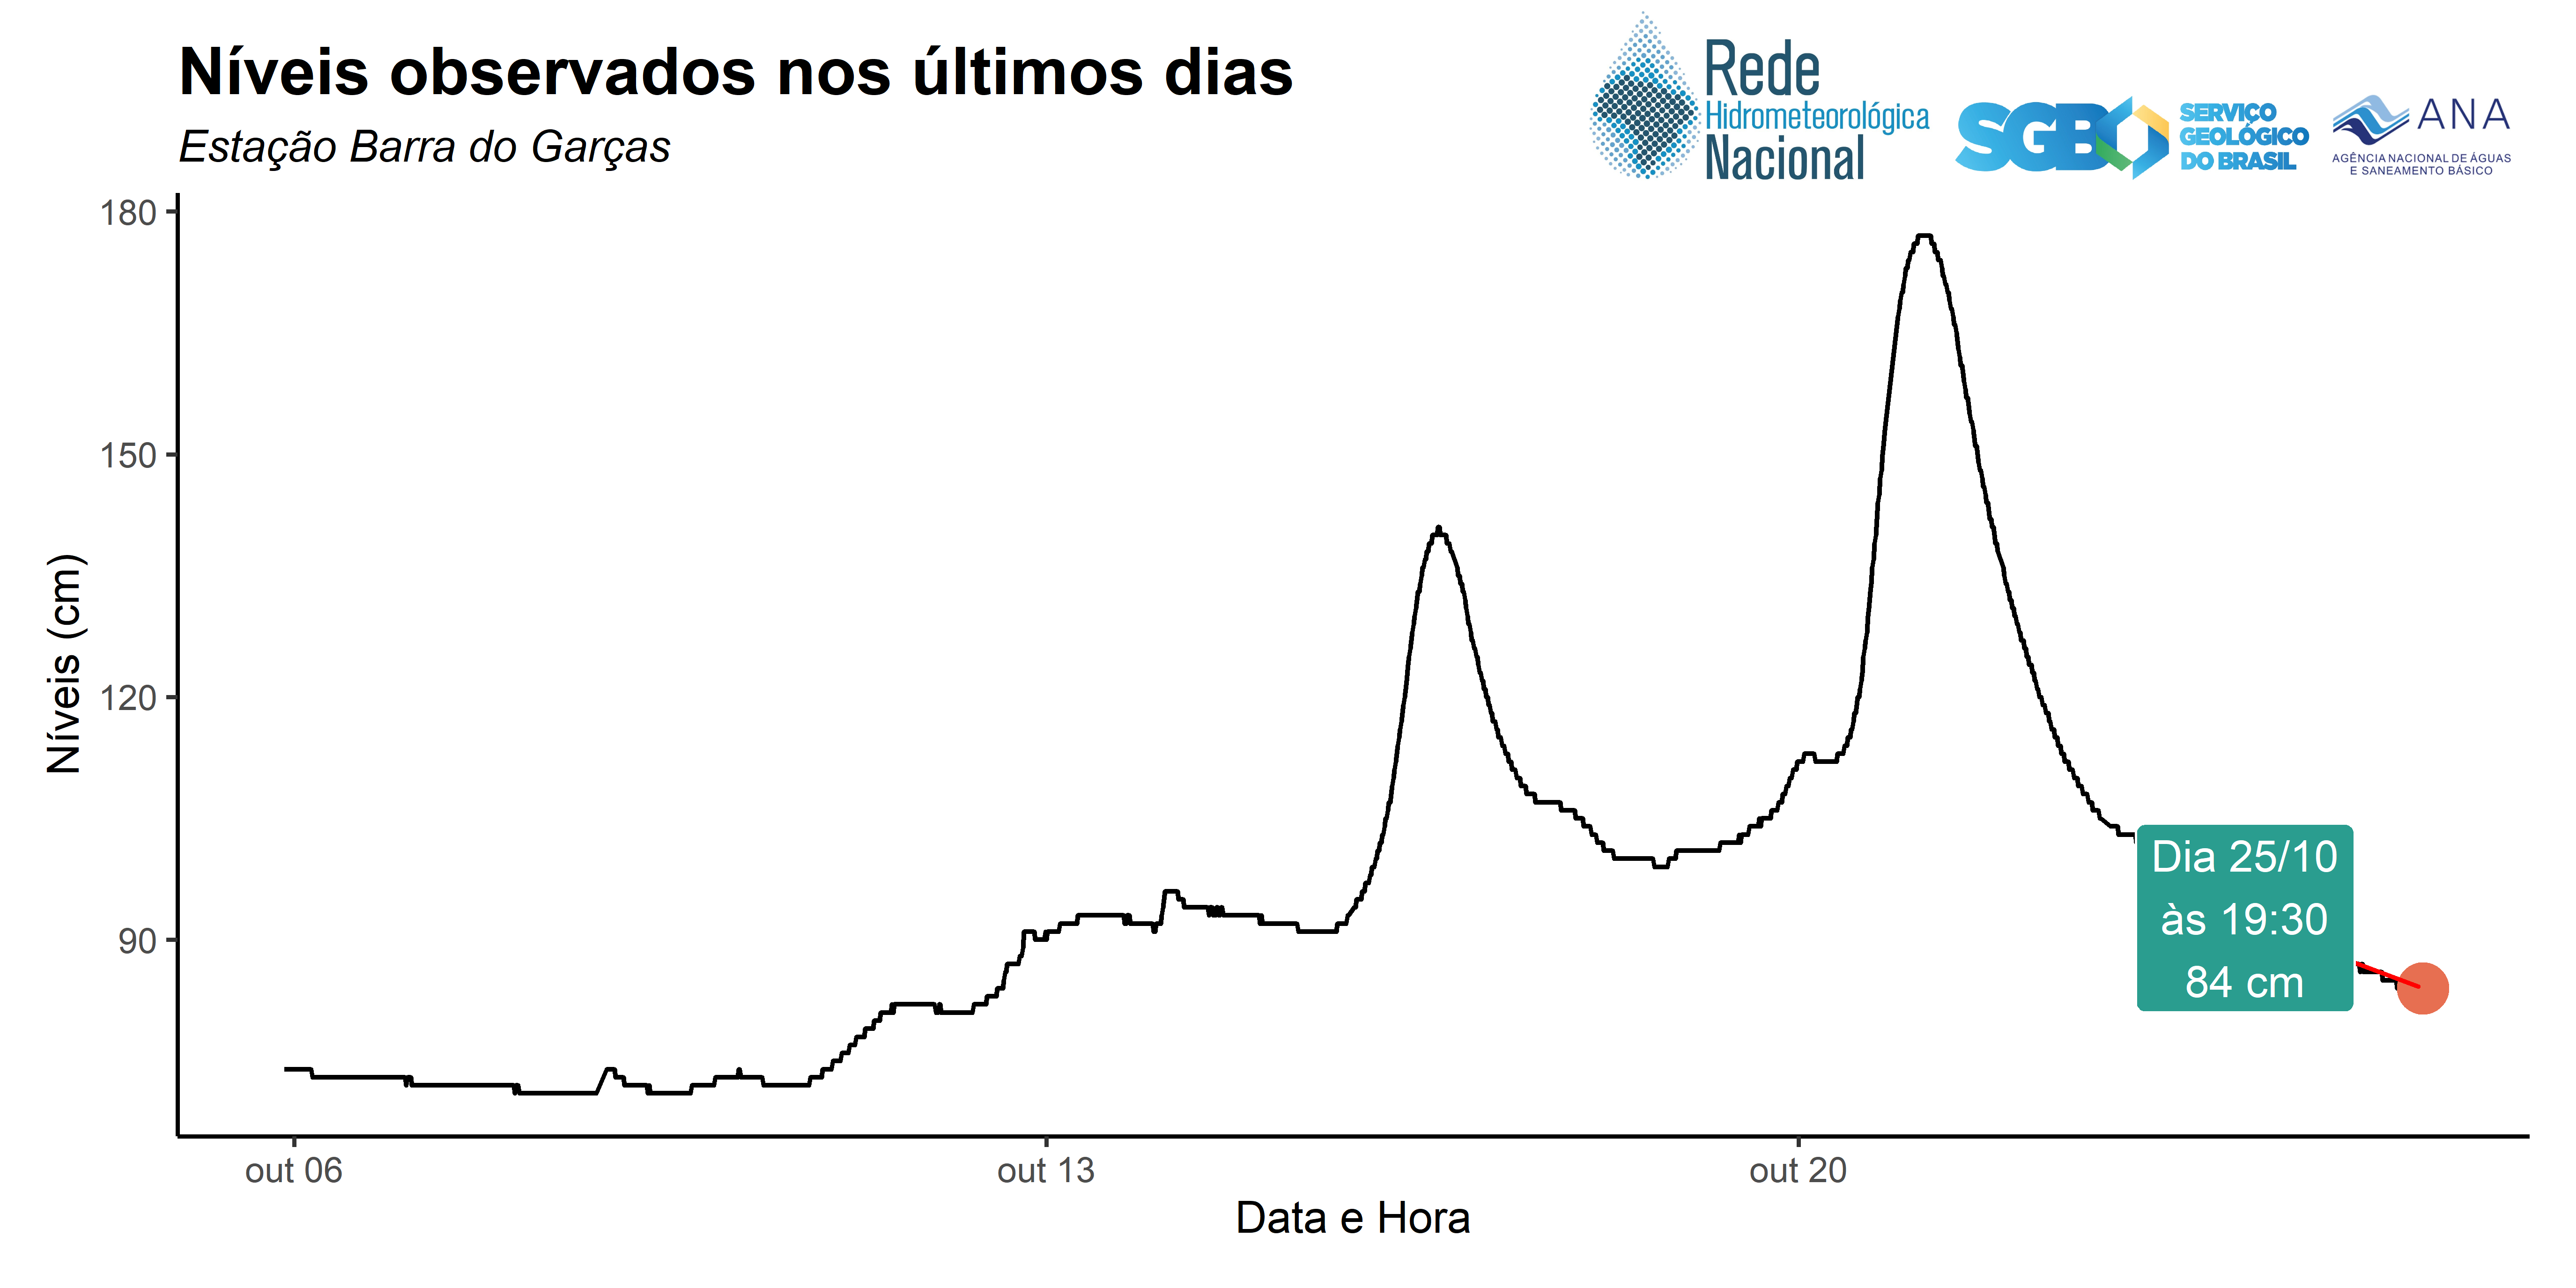 Níveis observados nos últimos dias
Estação Barra do Garças
Rede
Hidrometeorológica
Nacional
SGB
SERVIÇO
GEOLÓGICO
DO BRASIL
ANA
AGÊNCIA NACIONAL DE ÁGUAS
E SANEAMENTO BÁSICO
180
150
120
90
Níveis (cm)
Dia 25/10
às 19:30
84 cm
out 06
out 13
out 20
Data e Hora